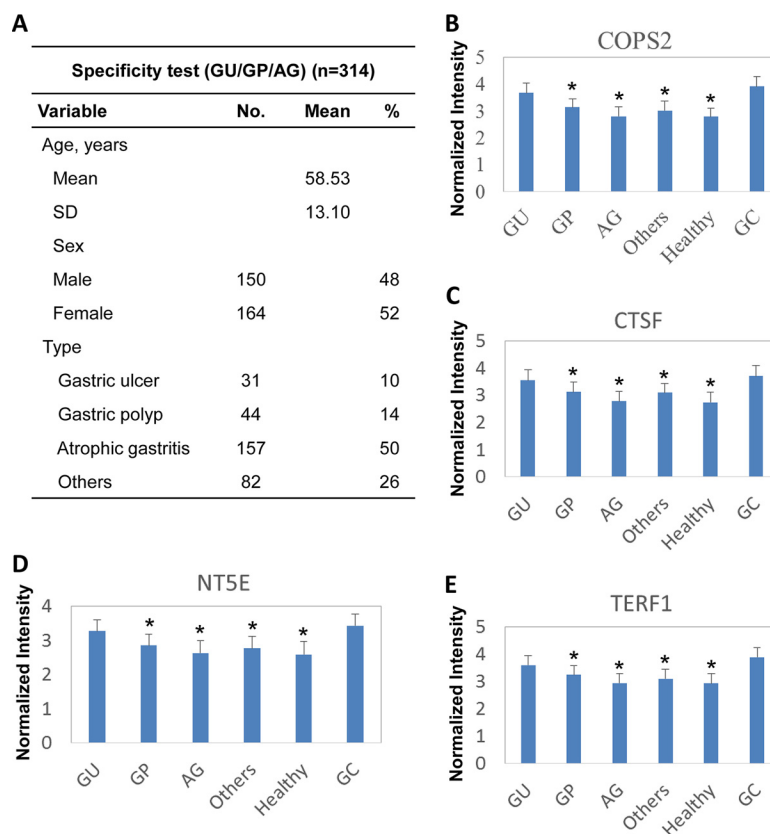 A
Specificity test (GU/GP/AG) (n=314)
Variable No. Mean %
Age, years
Mean 58.53
SD 13.10
Sex
Male 150 48
Female 164 52
Type
Gastric ulcer 31 10
Gastric polyp 44 14
Atrophic gastritis 157 50
Others 82 26
B
COPS2
Normalized Intensity
5
4
3
2
1
0
* * * *
GU GP AG Others Healthy GC
C
CTSF
Normalized Intensity
5
4
3
2
1
0
* * * *
GU GP AG Others Healthy GC
D
NT5E
Normalized Intensity
4
3
2
1
0
* * * *
GU GP AG Others Healthy GC
E
TERF1
Normalized Intensity
5
4
3
2
1
0
* * * *
GU GP AG Others Healthy GC